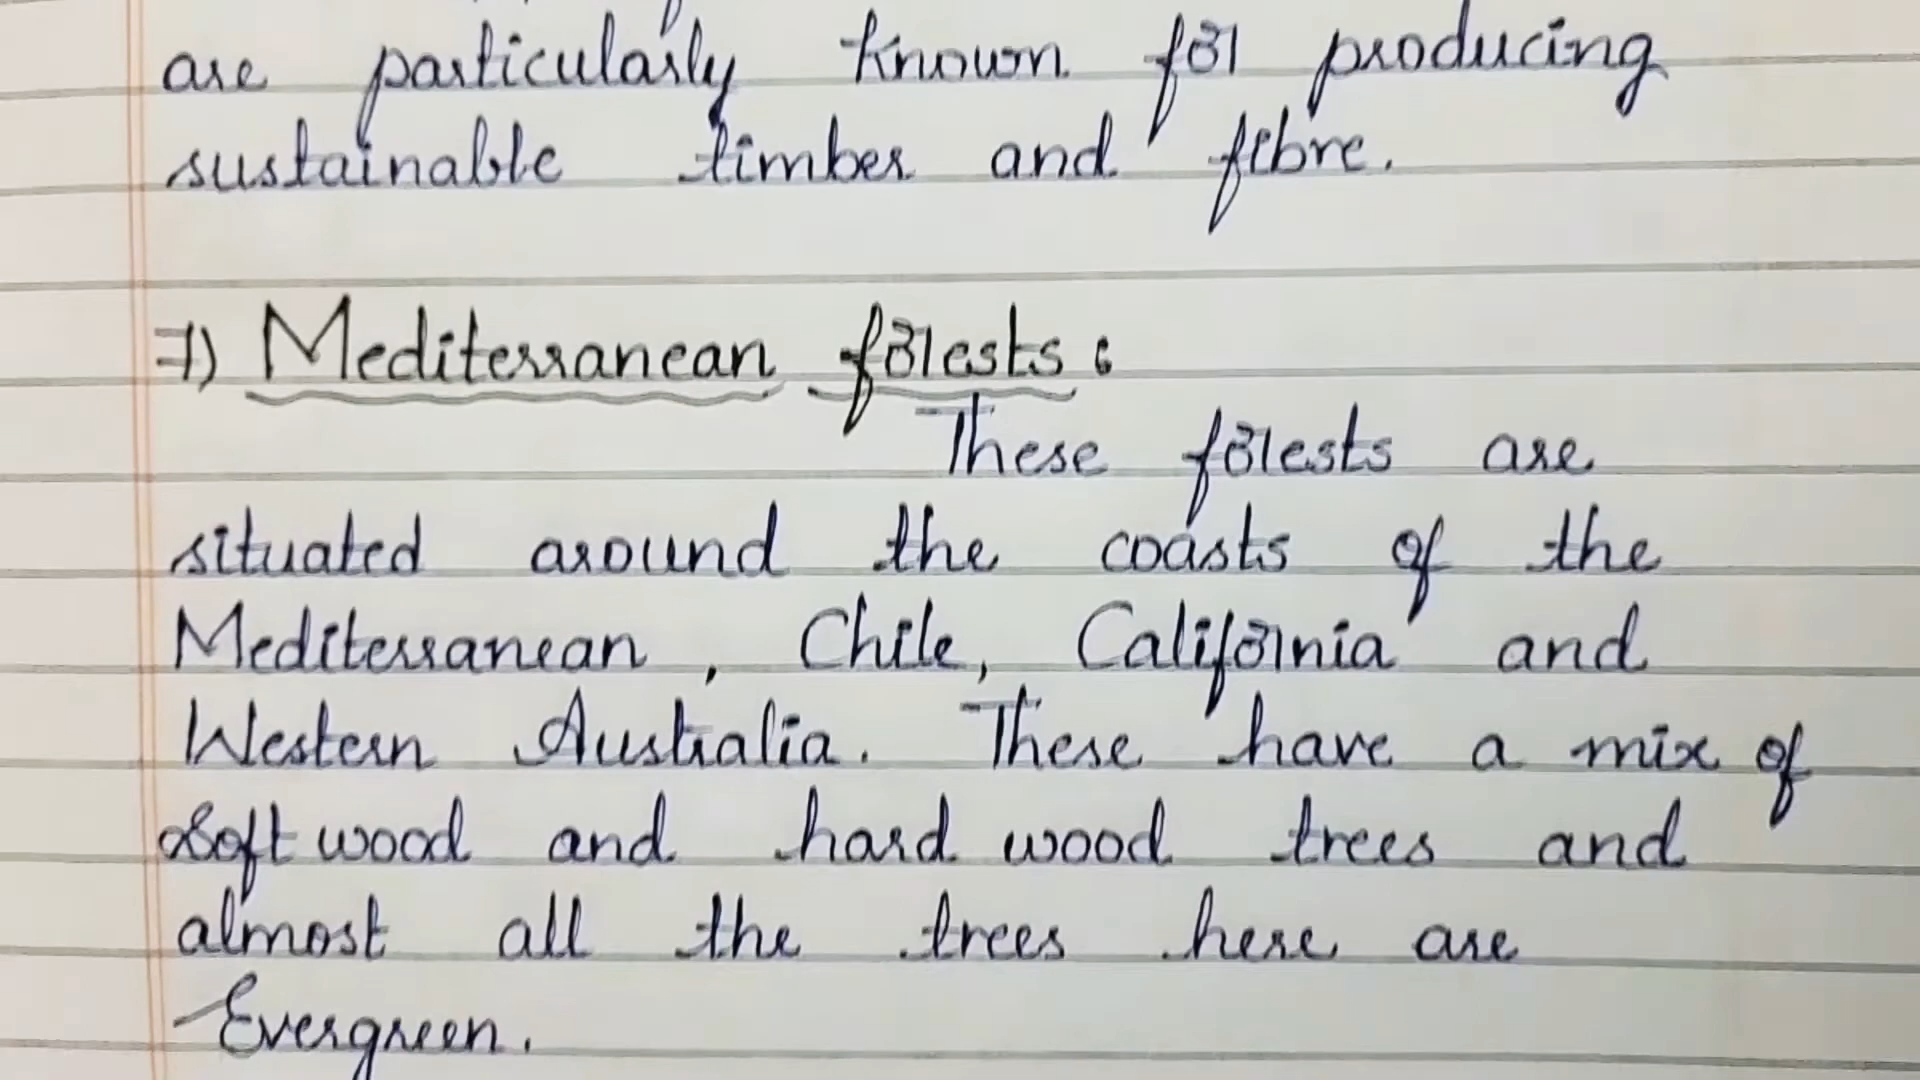 are particularly known for producing
sustainable timber and fibre.
7) Mediterranean forests:
These forests are
situated around the coasts of the
Mediterranean, Chile, California and
Western Australia. These have a mix of
Soft wood and hard wood trees and
almost all the trees here are
Evergreen.